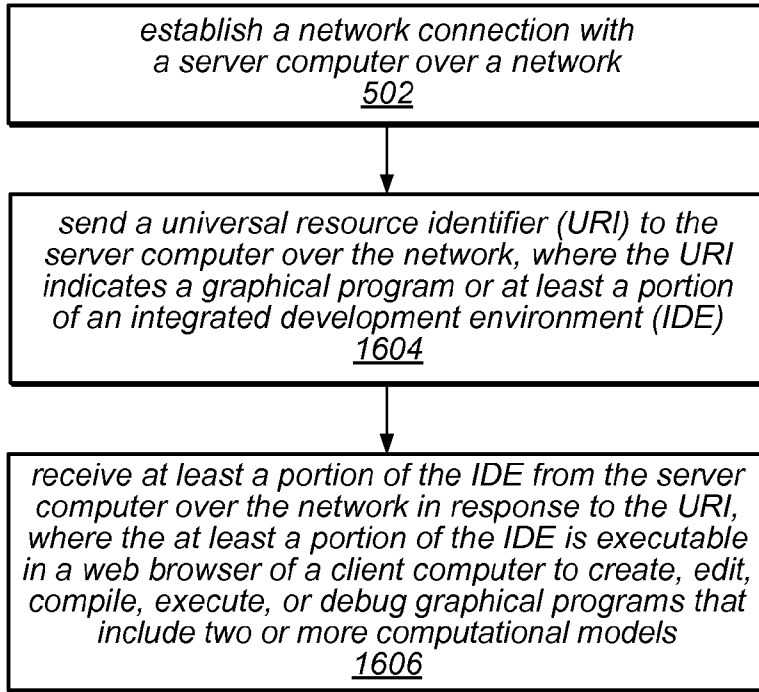 establish a network connection with
a server computer over a network
502
send a universal resource identifier (URI) to the
server computer over the network, where the URI
indicates a graphical program or at least a portion
of an integrated development environment (IDE)
1604
receive at least a portion of the IDE from the server
computer over the network in response to the URI,
where the at least a portion of the IDE is executable
in a web browser of a client computer to create, edit,
compile, execute, or debug graphical programs that
include two or more computational models
1606